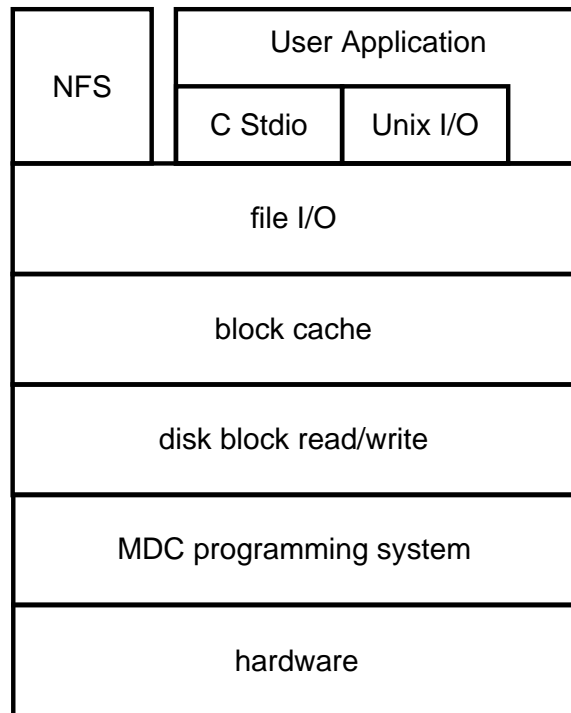 User Application
NFS
C Stdio
Unix I/O
file I/O
block cache
disk block read/write
MDC programming system
hardware